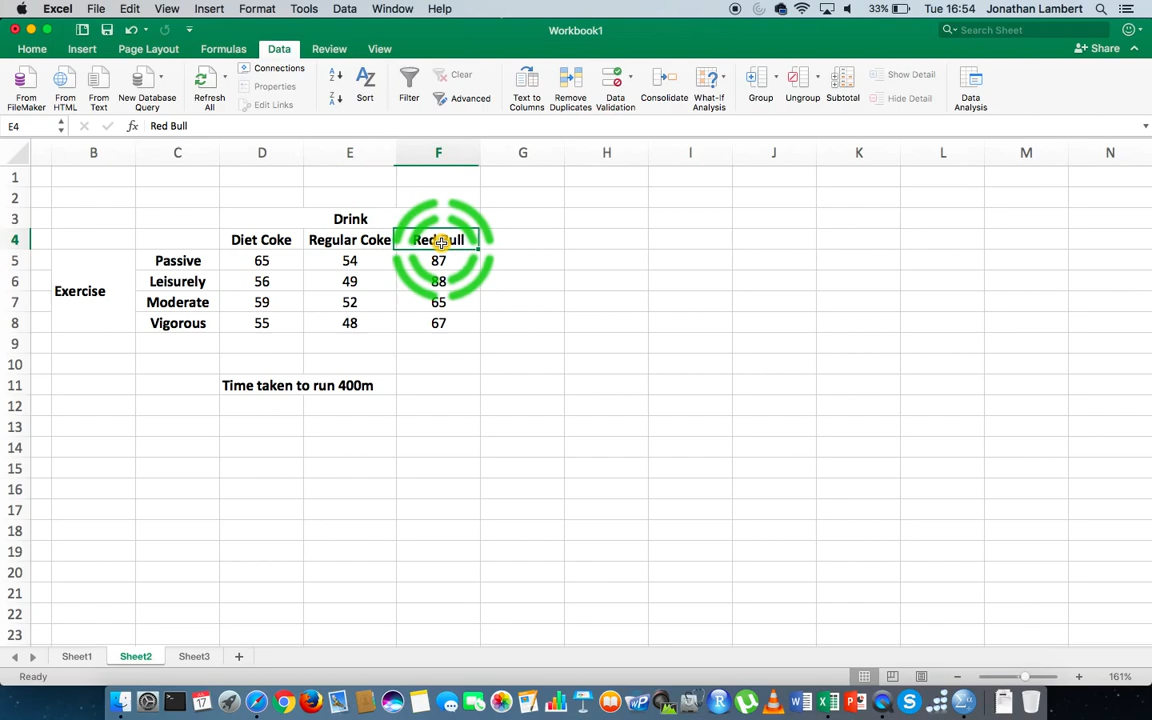 Excel File Edit View Insert Format Tools Data Window Help 33% Tue 16:54 Jonathan Lambert
Workbook1 Search Sheet
Home Insert Page Layout Formulas Data Review View Share
From FileMaker From HTML From Text New Database Refresh All Connections Properties Edit Links Sort Filter Clear Advanced Text to Columns Remove Duplicates Data Validation Consolidate What-If Analysis Group Ungroup Subtotal Show Detail Hide Detail Data Analysis
E4 fx Red Bull
B C D E F G H I J K L M N
1
2
3 Drink
4 Diet Coke Regular Coke Red Bull
5 Passive 65 54 87
6 Leisurely 56 49 88
Exercise
7 Moderate 59 52 65
8 Vigorous 55 48 67
9
10
11 Time taken to run 400m
12
13
14
15
16
17
18
19
20
21
22
23
Sheet1 Sheet2 Sheet3 +
Ready 161%